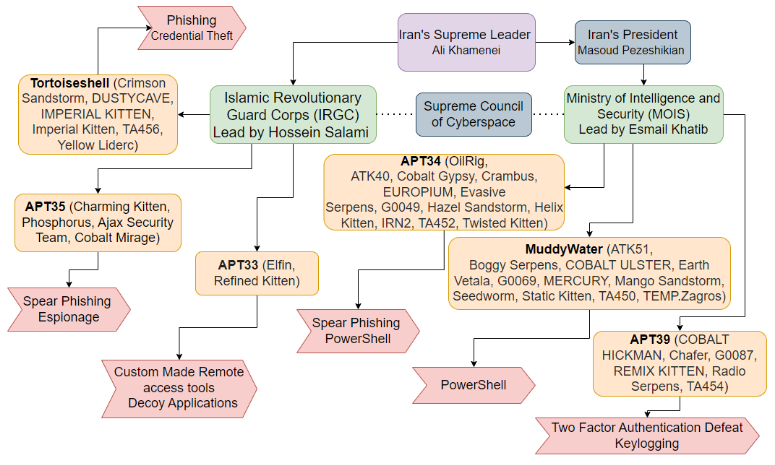 Phishing
Credential Theft
Iran's Supreme Leader
Ali Khamenei
Iran's President
Masoud Pezeshikian
Tortoiseshell (Crimson
Sandstorm, DUSTYCAVE,
IMPERIAL KITTEN,
Imperial Kitten, TA456,
Yellow Liderc)
Islamic Revolutionary
Guard Corps (IRGC)
Lead by Hossein Salami
Supreme Council
of Cyberspace
Ministry of Intelligence and
Security (MOIS)
Lead by Esmail Khatib
APT34 (OilRig,
ATK40, Cobalt Gypsy, Crambus,
EUROPIUM, Evasive
Serpens, G0049, Hazel Sandstorm, Helix
Kitten, IRN2, TA452, Twisted Kitten)
APT35 (Charming Kitten,
Phosphorus, Ajax Security
Team, Cobalt Mirage)
APT33 (Elfin,
Refined Kitten)
MuddyWater (ATK51,
Boggy Serpens, COBALT ULSTER, Earth
Vetala, G0069, MERCURY, Mango Sandstorm,
Seedworm, Static Kitten, TA450, TEMP.Zagros)
Spear Phishing
Espionage
Spear Phishing
PowerShell
APT39 (COBALT
HICKMAN, Chafer, G0087,
REMIX KITTEN, Radio
Serpens, TA454)
Custom Made Remote
access tools
Decoy Applications
PowerShell
Two Factor Authentication Defeat
Keylogging